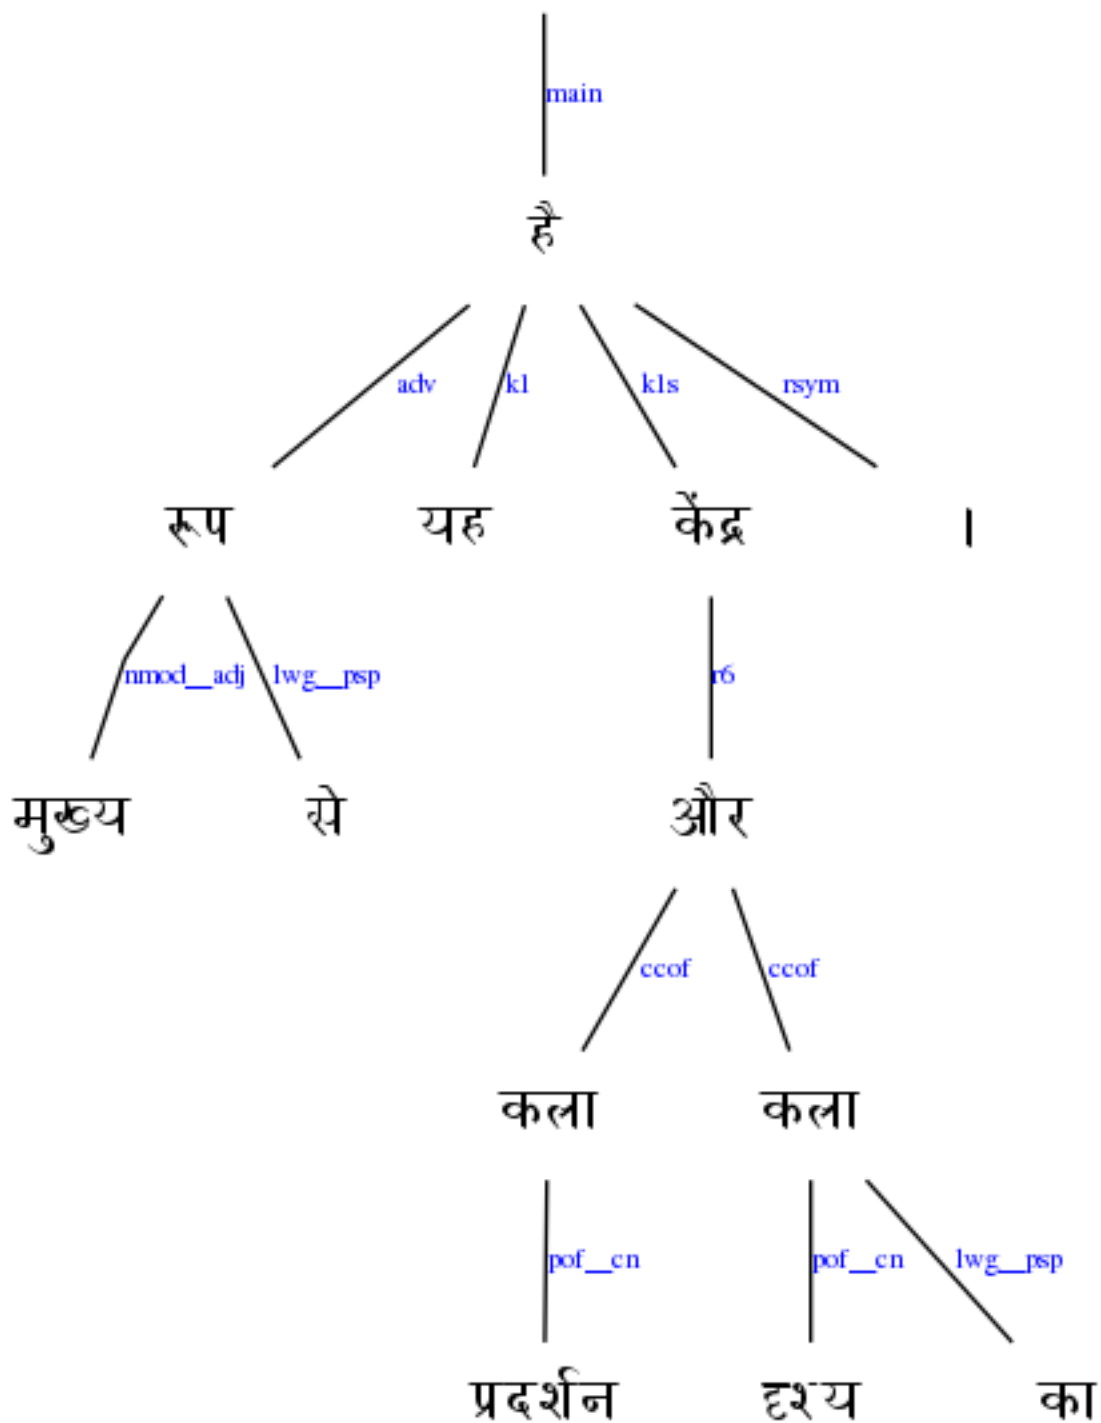 main
है
adv k1 k1s rsym
रूप यह केंद्र ।
nmod__adj lwg__psp r6
मुख्य से और
ccof ccof
कला कला
pof__cn pof__cn lwg__psp
प्रदर्शन दृश्य का